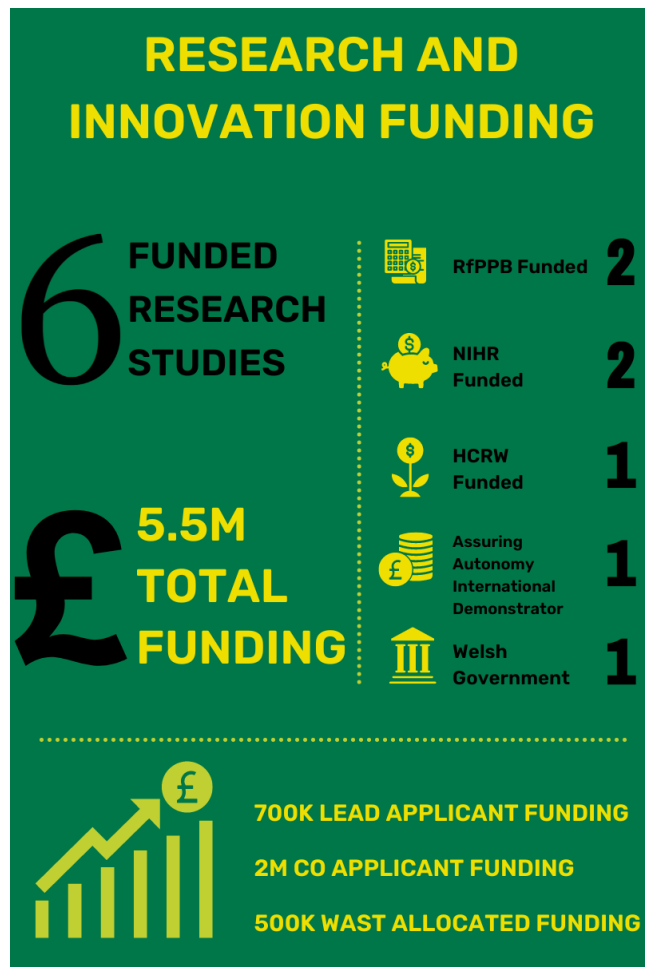 RESEARCH AND
INNOVATION FUNDING
6
FUNDED
RESEARCH
STUDIES
£
5.5M
TOTAL
FUNDING
RfPPB Funded 2
NIHR
Funded 2
HCRW
Funded 1
Assuring
Autonomy
International
Demonstrator 1
Welsh
Government 1
700K LEAD APPLICANT FUNDING
2M CO APPLICANT FUNDING
500K WAST ALLOCATED FUNDING